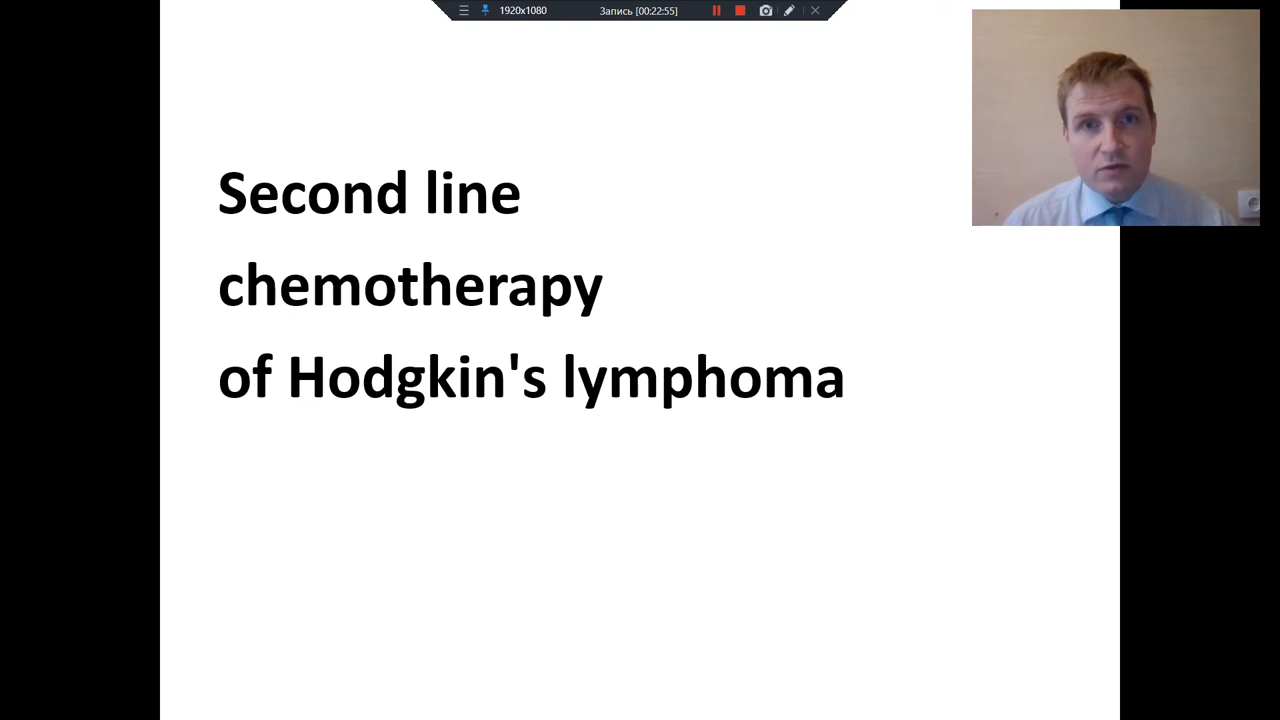 1920x1080
Запись [00:22:55]
Second line
chemotherapy
of Hodgkin's lymphoma